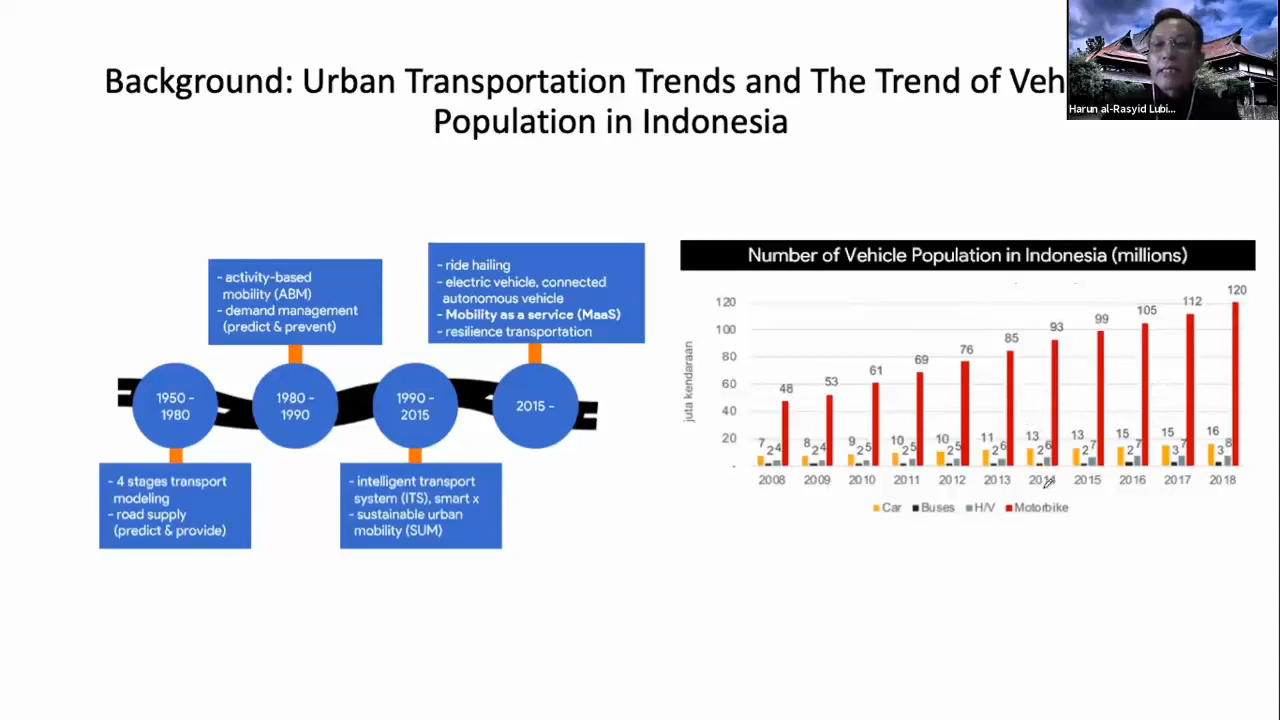 Background: Urban Transportation Trends and The Trend of Veh
Population in Indonesia
Harun al-Rasyid Lubi...
- activity-based
mobility (ABM)
- demand management
(predict & prevent)
- ride hailing
- electric vehicle, connected
autonomous vehicle
- Mobility as a service (MaaS)
- resilience transportation
1950 -
1980
1980 -
1990
1990 -
2015
2015 -
- 4 stages transport
modeling
- road supply
(predict & provide)
- intelligent transport
system (ITS), smart x
- sustainable urban
mobility (SUM)
Number of Vehicle Population in Indonesia (millions)
juta kendaraan
120
100
80
60
40
20
-
48
53
61
69
76
85
93
99
105
112
120
7 2 4
8 2 4
9 2 5
10 2 5
10 2 5
11 2 6
13 2 6
13 2 7
15 2 7
15 3 7
16 3 8
2008 2009 2010 2011 2012 2013 2014 2015 2016 2017 2018
Car Buses H/V Motorbike